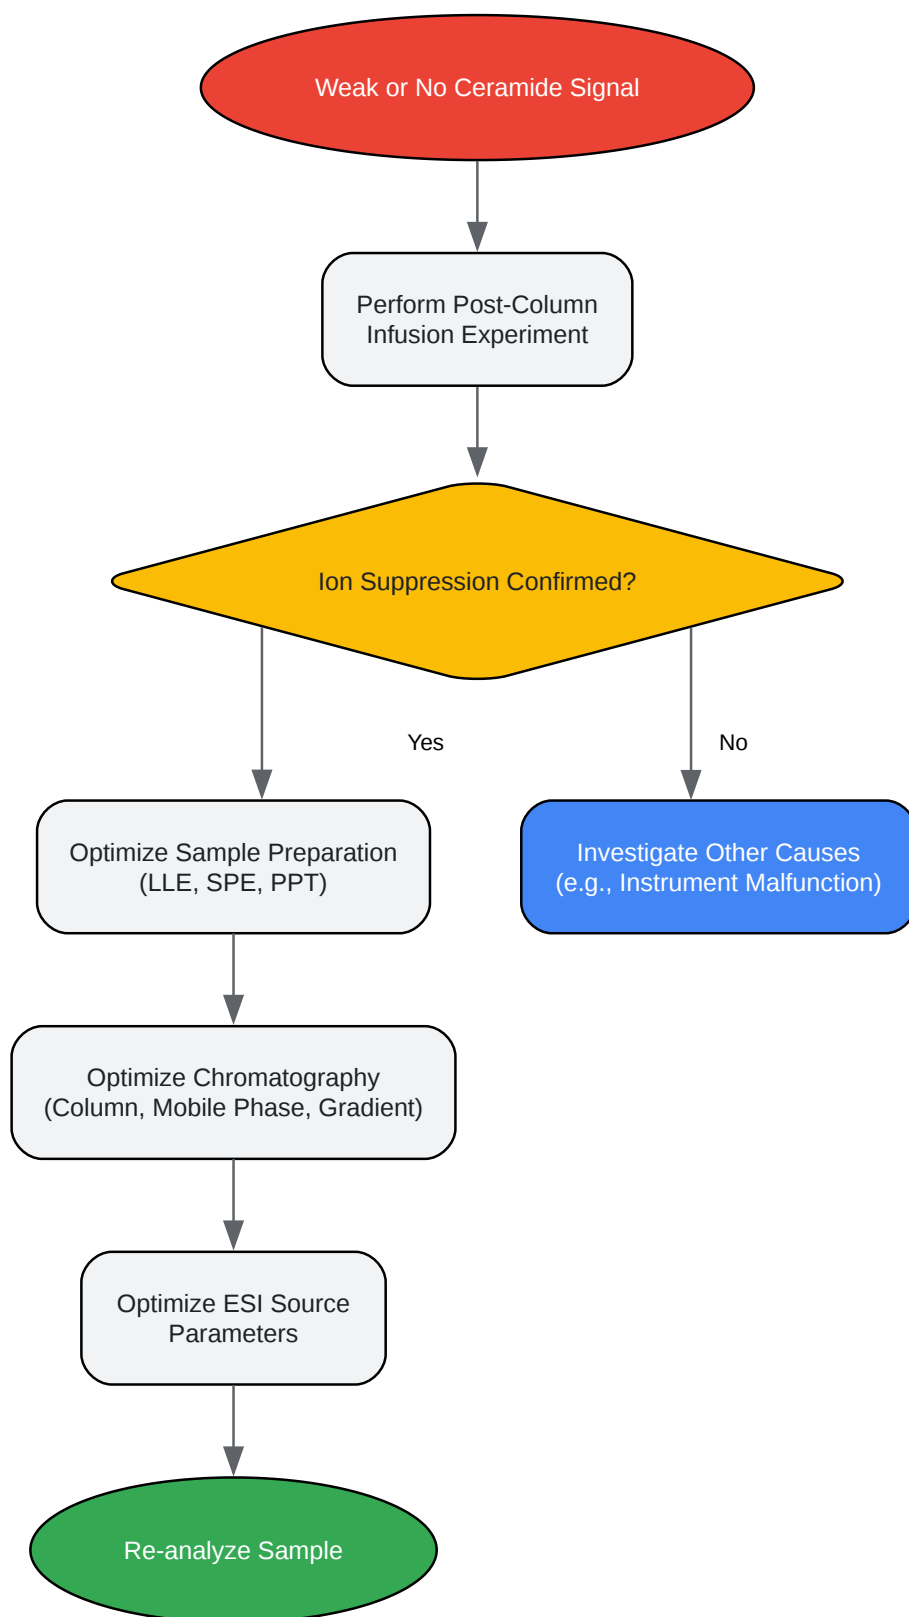 Weak or No Ceramide Signal
Perform Post-Column
Infusion Experiment
Ion Suppression Confirmed?
Yes
No
Optimize Sample Preparation
(LLE, SPE, PPT)
Investigate Other Causes
(e.g., Instrument Malfunction)
Optimize Chromatography
(Column, Mobile Phase, Gradient)
Optimize ESI Source
Parameters
Re-analyze Sample